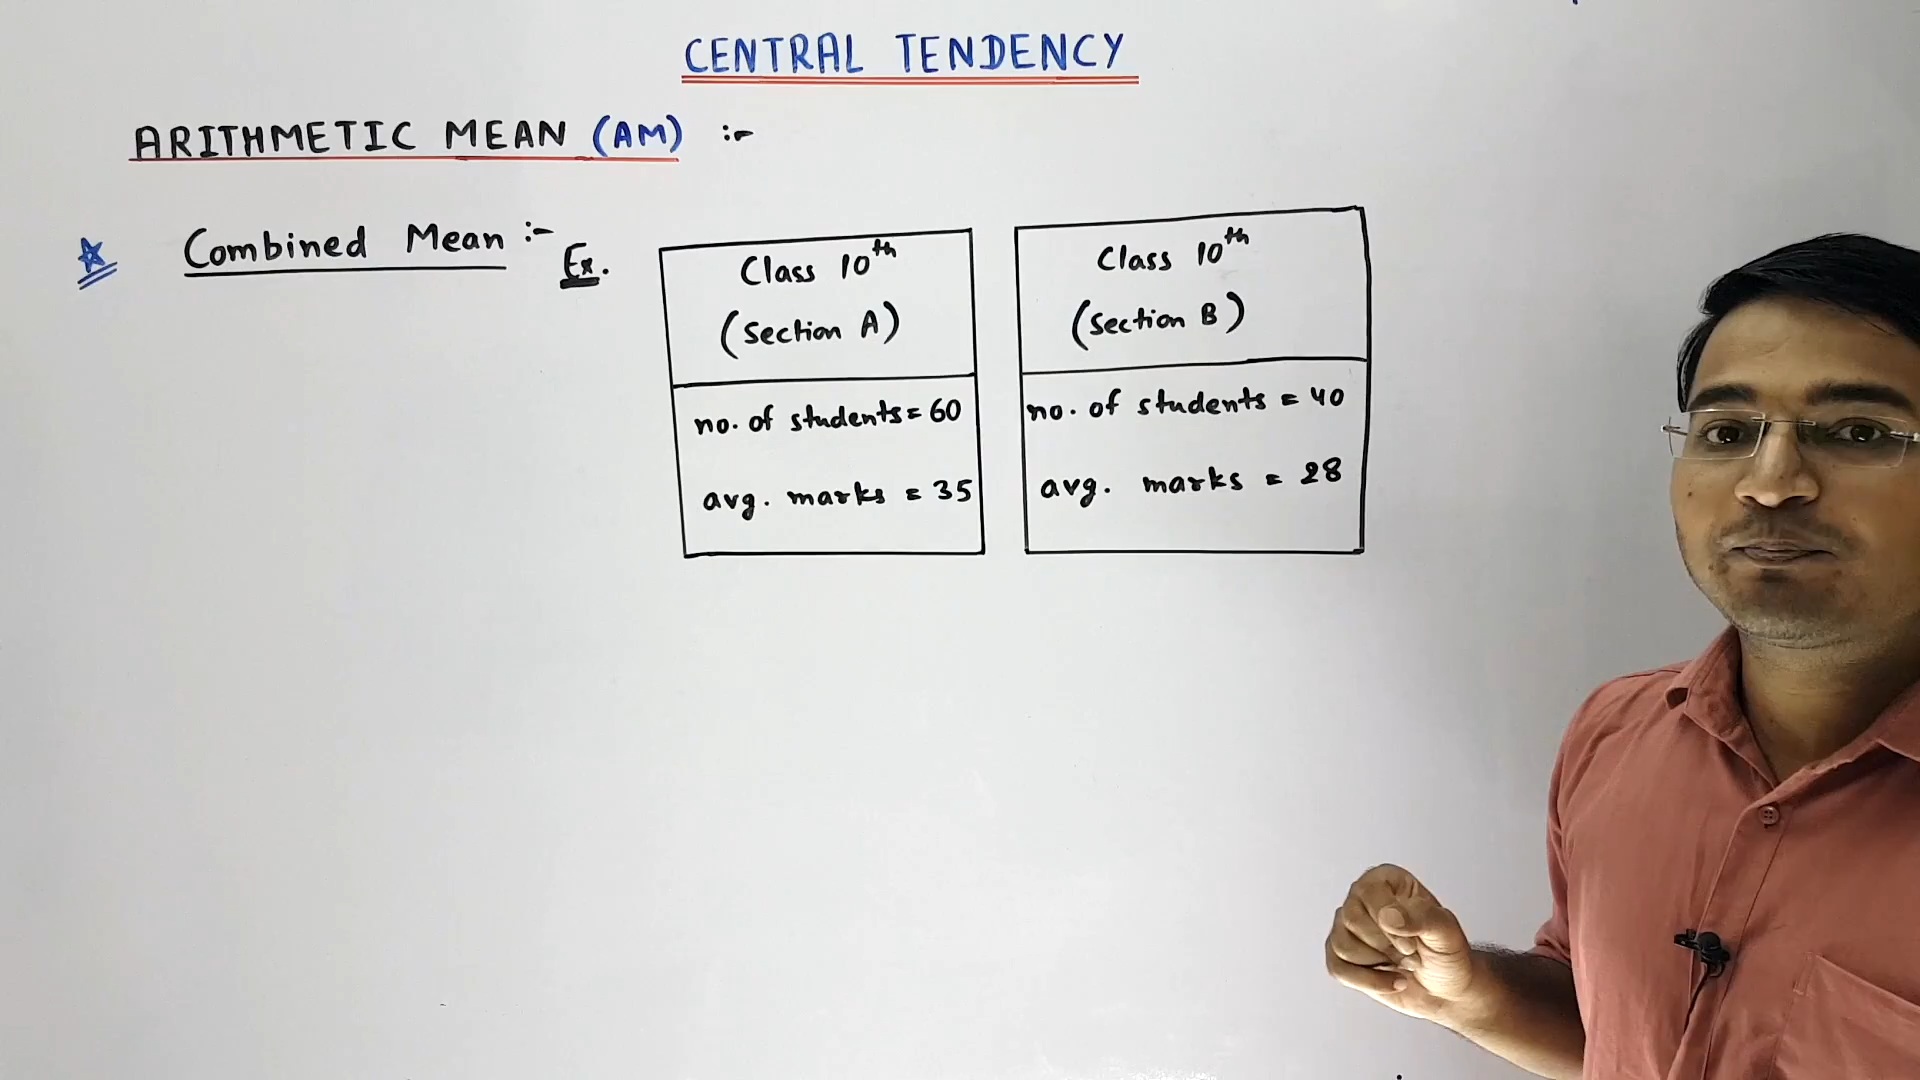 CENTRAL TENDENCY
ARITHMETIC MEAN (AM) :-
Combined Mean :-
Ex.
Class 10th
(Section A)
no. of students = 60
avg. marks = 35
Class 10th
(Section B)
no. of students = 40
avg. marks = 28